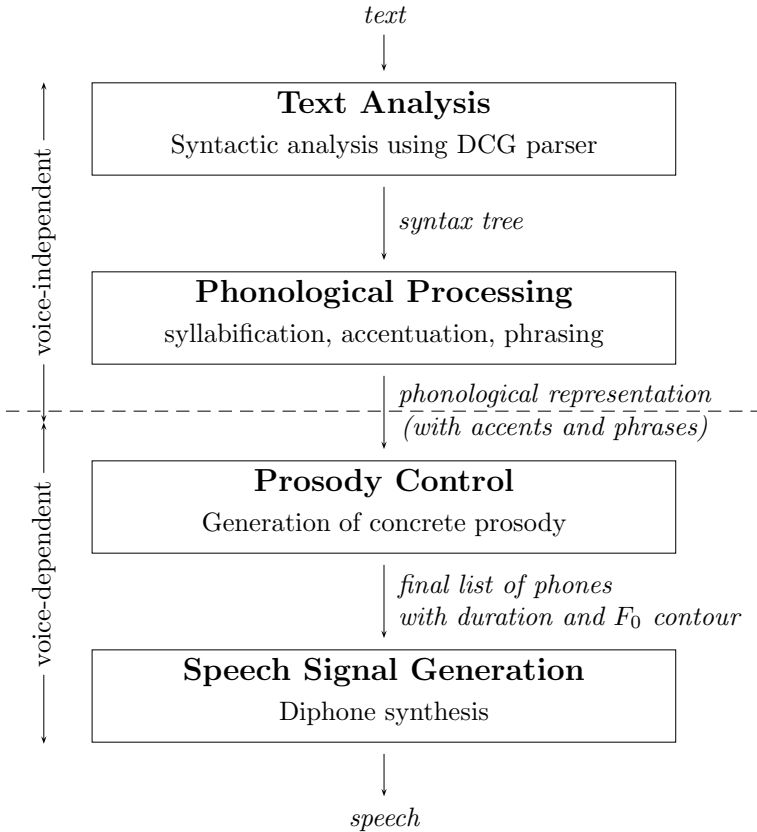 text
Text Analysis
Syntactic analysis using DCG parser
syntax tree
voice-independent
Phonological Processing
syllabification, accentuation, phrasing
phonological representation
(with accents and phrases)
Prosody Control
Generation of concrete prosody
voice-dependent
final list of phones
with duration and F₀ contour
Speech Signal Generation
Diphone synthesis
speech